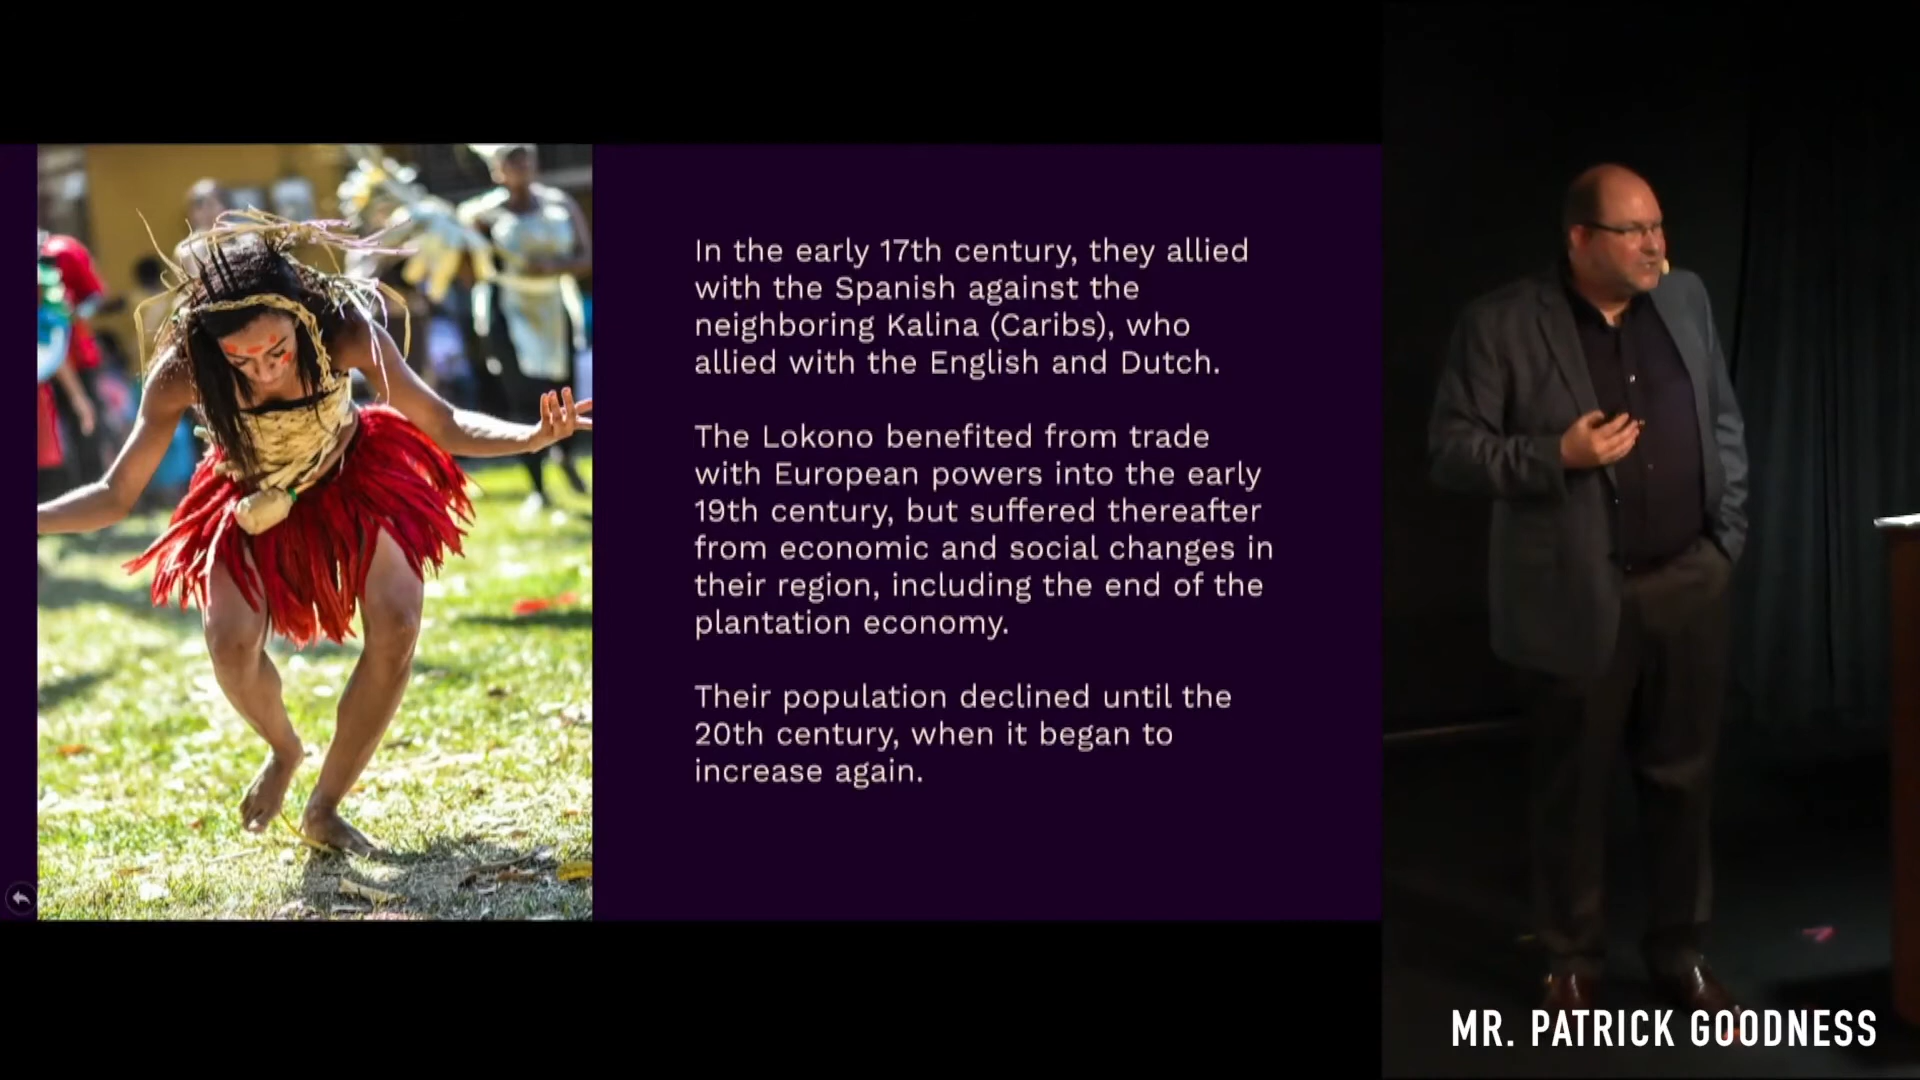 In the early 17th century, they allied
with the Spanish against the
neighboring Kalina (Caribs), who
allied with the English and Dutch.
The Lokono benefited from trade
with European powers into the early
19th century, but suffered thereafter
from economic and social changes in
their region, including the end of the
plantation economy.
Their population declined until the
20th century, when it began to
increase again.
MR. PATRICK GOODNESS